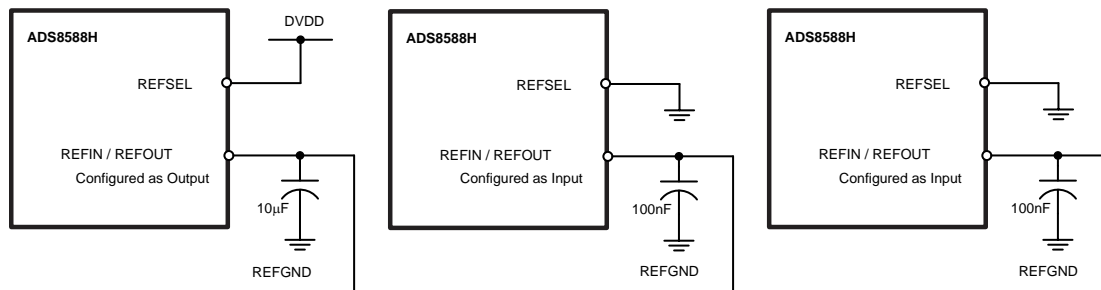 DVDD
ADS8588H
REFSEL
REFIN / REFOUT
Configured as Output
10μF
REFGND
ADS8588H
REFSEL
REFIN / REFOUT
Configured as Input
100nF
REFGND
ADS8588H
REFSEL
REFIN / REFOUT
Configured as Input
100nF
REFGND